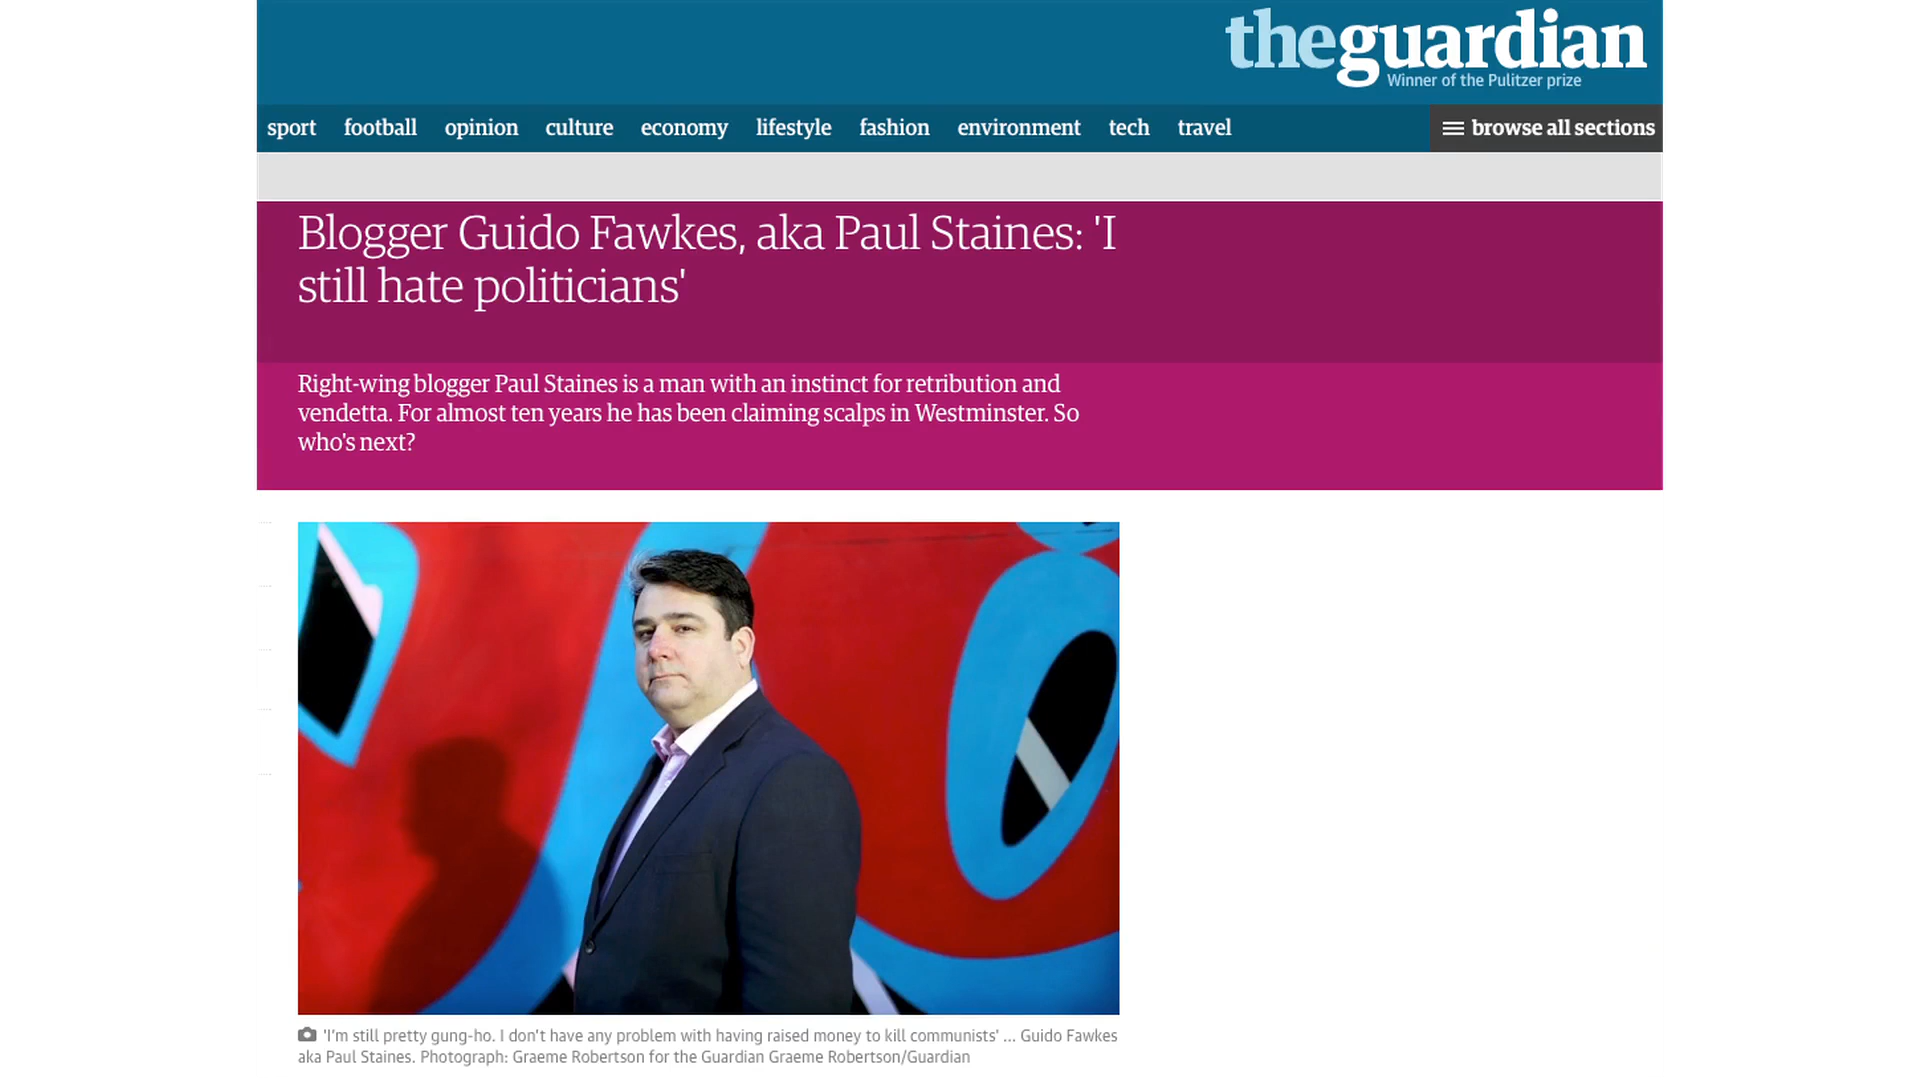 theguardian
Winner of the Pulitzer prize
sport football opinion culture economy lifestyle fashion environment tech travel browse all sections
Blogger Guido Fawkes, aka Paul Staines: 'I
still hate politicians'
Right-wing blogger Paul Staines is a man with an instinct for retribution and
vendetta. For almost ten years he has been claiming scalps in Westminster. So
who's next?
'I'm still pretty gung-ho. I don't have any problem with having raised money to kill communists' ... Guido Fawkes
aka Paul Staines. Photograph: Graeme Robertson for the Guardian Graeme Robertson/Guardian